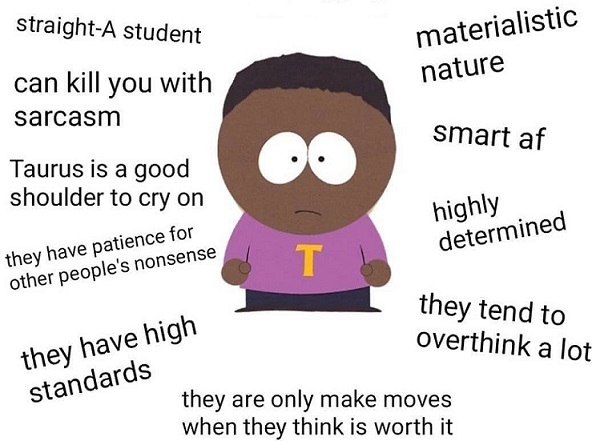 straight-A student
can kill you with
sarcasm
Taurus is a good
shoulder to cry on
they have patience for
other people's nonsense
they have high
standards
T
materialistic
nature
smart af
highly
determined
they tend to
overthink a lot
they are only make moves
when they think is worth it